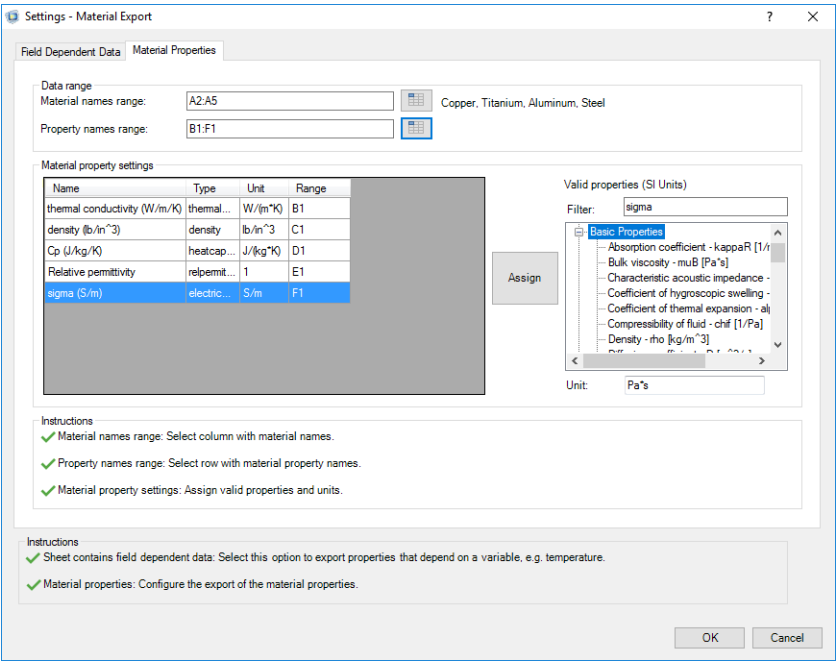 Settings - Material Export
?
Field Dependent Data
Material Properties
Data range
Material names range:
A2:A5
Copper, Titanium, Aluminum, Steel
Property names range:
B1:F1
Material property settings
Name Type Unit Range
thermal conductivity (W/m/K) thermal... W/(m*K) B1
density (lb/in^3) density lb/in^3 C1
Cp (J/kg/K) heatcap... J/(kg*K) D1
Relative permittivity relpermit... 1 E1
sigma (S/m) electric... S/m F1
Assign
Valid properties (SI Units)
Filter: sigma
Basic Properties
Absorption coefficient - kappaR [1/
Bulk viscosity - muB [Pa*s]
Characteristic acoustic impedance -
Coefficient of hygroscopic swelling -
Coefficient of thermal expansion -
Compressibility of fluid - chif [1/Pa]
Density - rho [kg/m^3]
Unit: Pa*s
Instructions
Material names range: Select column with material names.
Property names range: Select row with material property names.
Material property settings: Assign valid properties and units.
Instructions
Sheet contains field dependent data: Select this option to export properties that depend on a variable, e.g. temperature.
Material properties: Configure the export of the material properties.
OK
Cancel